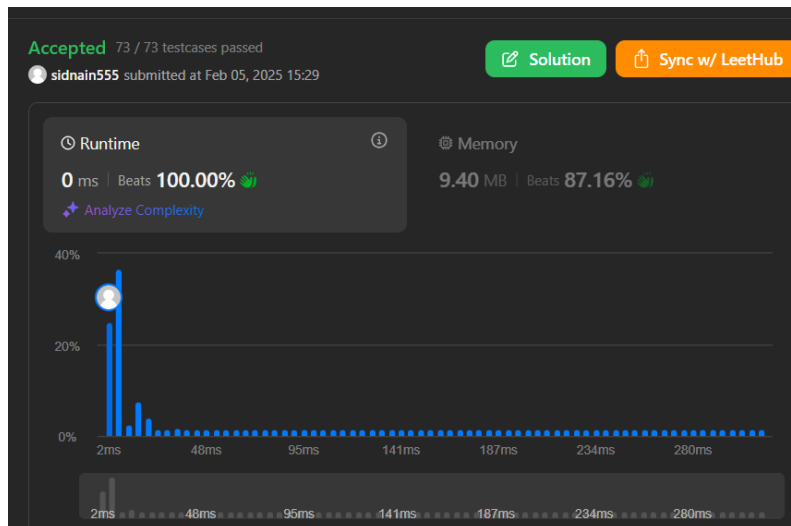 Accepted 73 / 73 testcases passed
sidnain555 submitted at Feb 05, 2025 15:29
Solution
Sync w/ LeetHub
Runtime
0 ms | Beats 100.00%
Analyze Complexity
Memory
9.40 MB | Beats 87.16%
40%
20%
0%
2ms 48ms 95ms 141ms 187ms 234ms 280ms
2ms 48ms 95ms 141ms 187ms 234ms 280ms